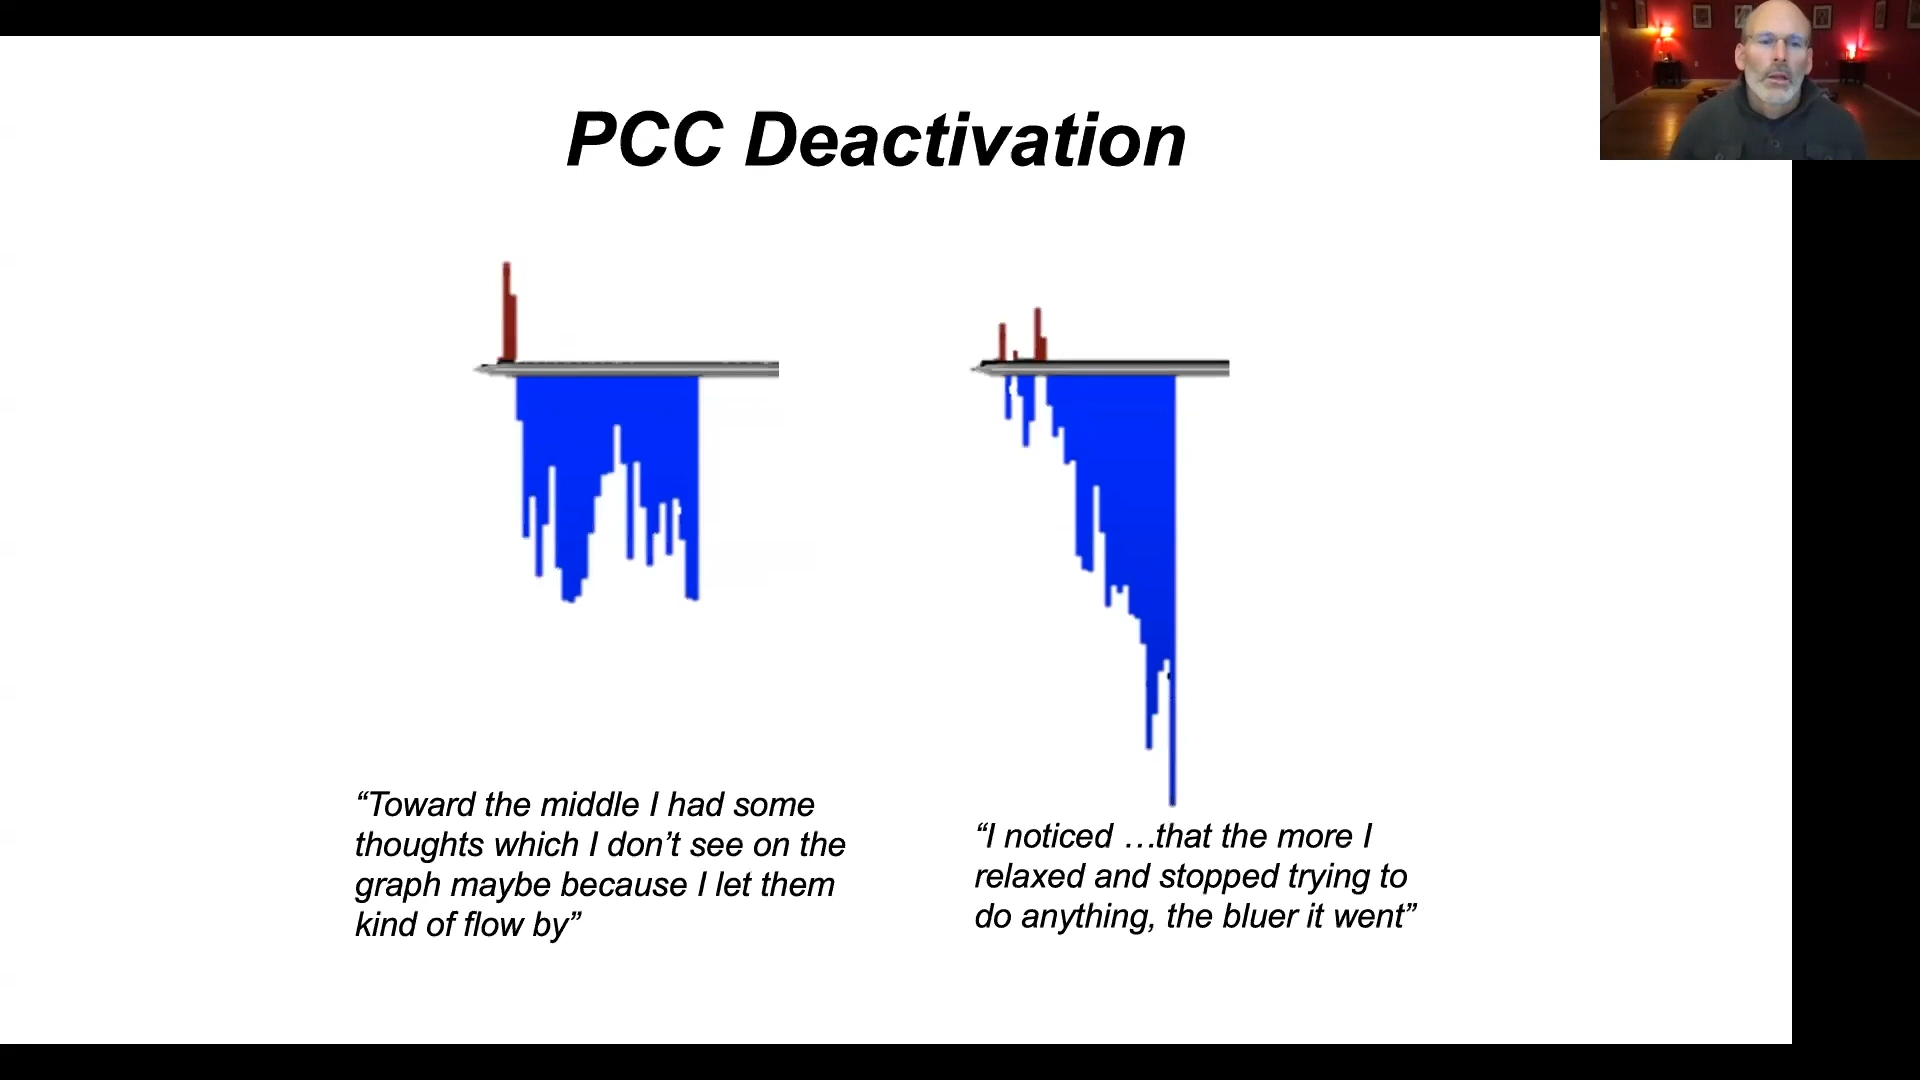 PCC Deactivation
“Toward the middle I had some
thoughts which I don’t see on the
graph maybe because I let them
kind of flow by”
“I noticed …that the more I
relaxed and stopped trying to
do anything, the bluer it went”